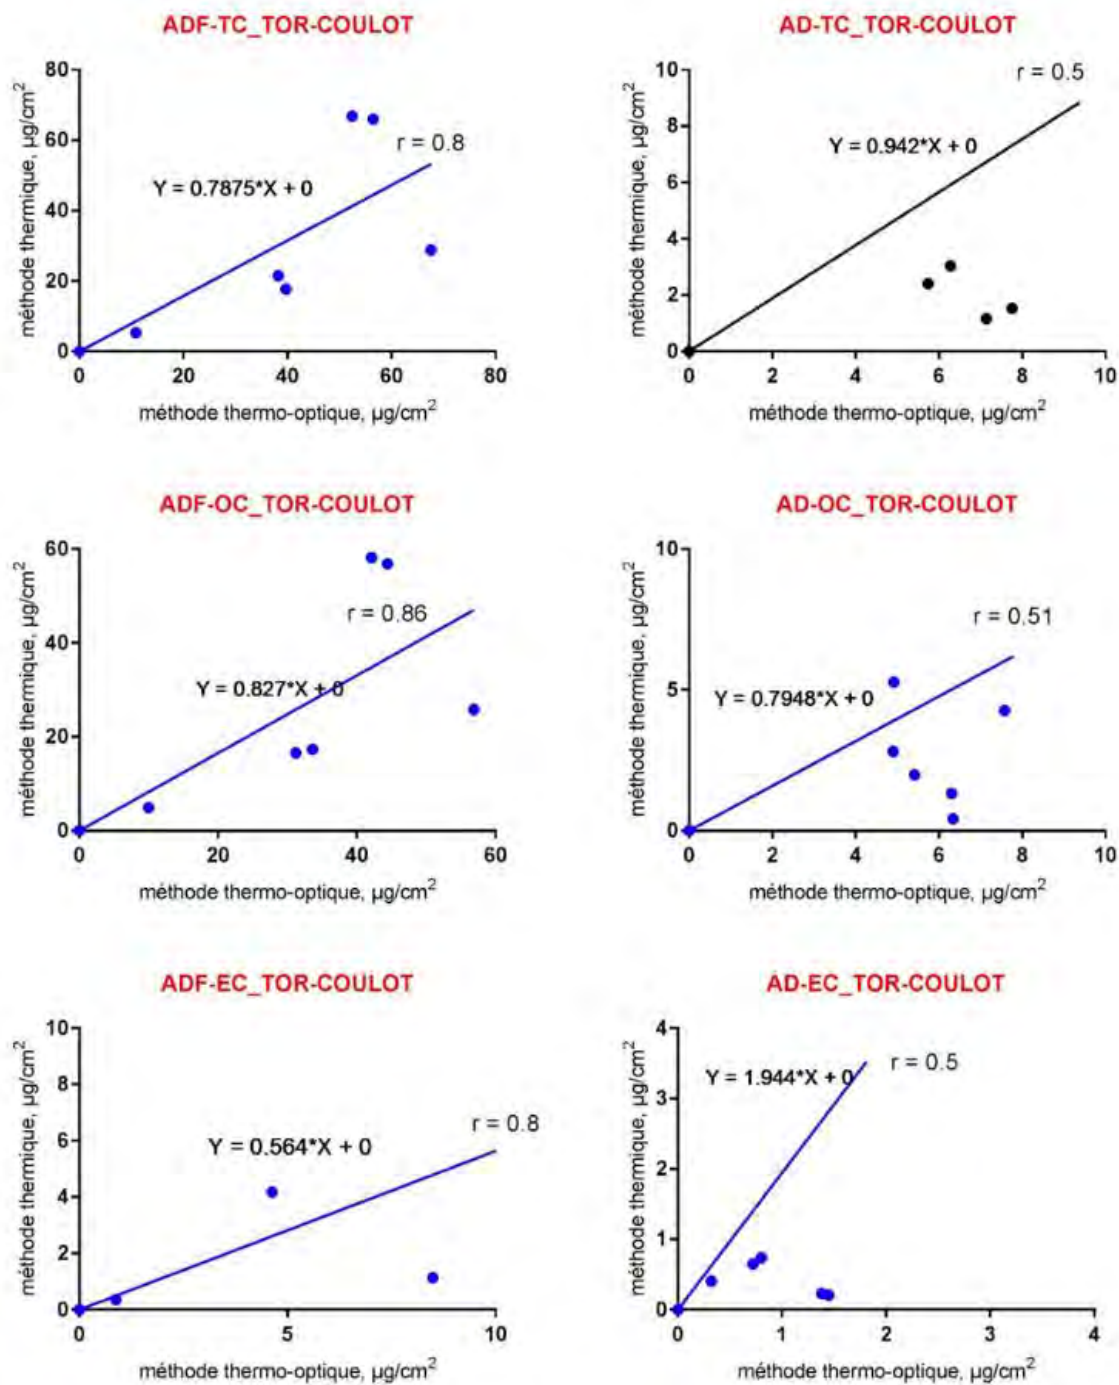 ADF-TC_TOR-COULOT
méthode thermique, µg/cm²
80
60
40
20
0
r = 0.8
Y = 0.7875*X + 0
0 20 40 60 80
méthode thermo-optique, µg/cm²
AD-TC_TOR-COULOT
méthode thermique, µg/cm²
10
8
6
4
2
0
r = 0.5
Y = 0.942*X + 0
0 2 4 6 8 10
méthode thermo-optique, µg/cm²
ADF-OC_TOR-COULOT
méthode thermique, µg/cm²
60
40
20
0
r = 0.86
Y = 0.827*X + 0
0 20 40 60
méthode thermo-optique, µg/cm²
AD-OC_TOR-COULOT
méthode thermique, µg/cm²
10
5
0
r = 0.51
Y = 0.7948*X + 0
0 2 4 6 8 10
méthode thermo-optique, µg/cm²
ADF-EC_TOR-COULOT
méthode thermique, µg/cm²
10
8
6
4
2
0
r = 0.8
Y = 0.564*X + 0
0 5 10
méthode thermo-optique, µg/cm²
AD-EC_TOR-COULOT
méthode thermique, µg/cm²
4
3
2
1
0
r = 0.5
Y = 1.944*X + 0
0 1 2 3 4
méthode thermo-optique, µg/cm²